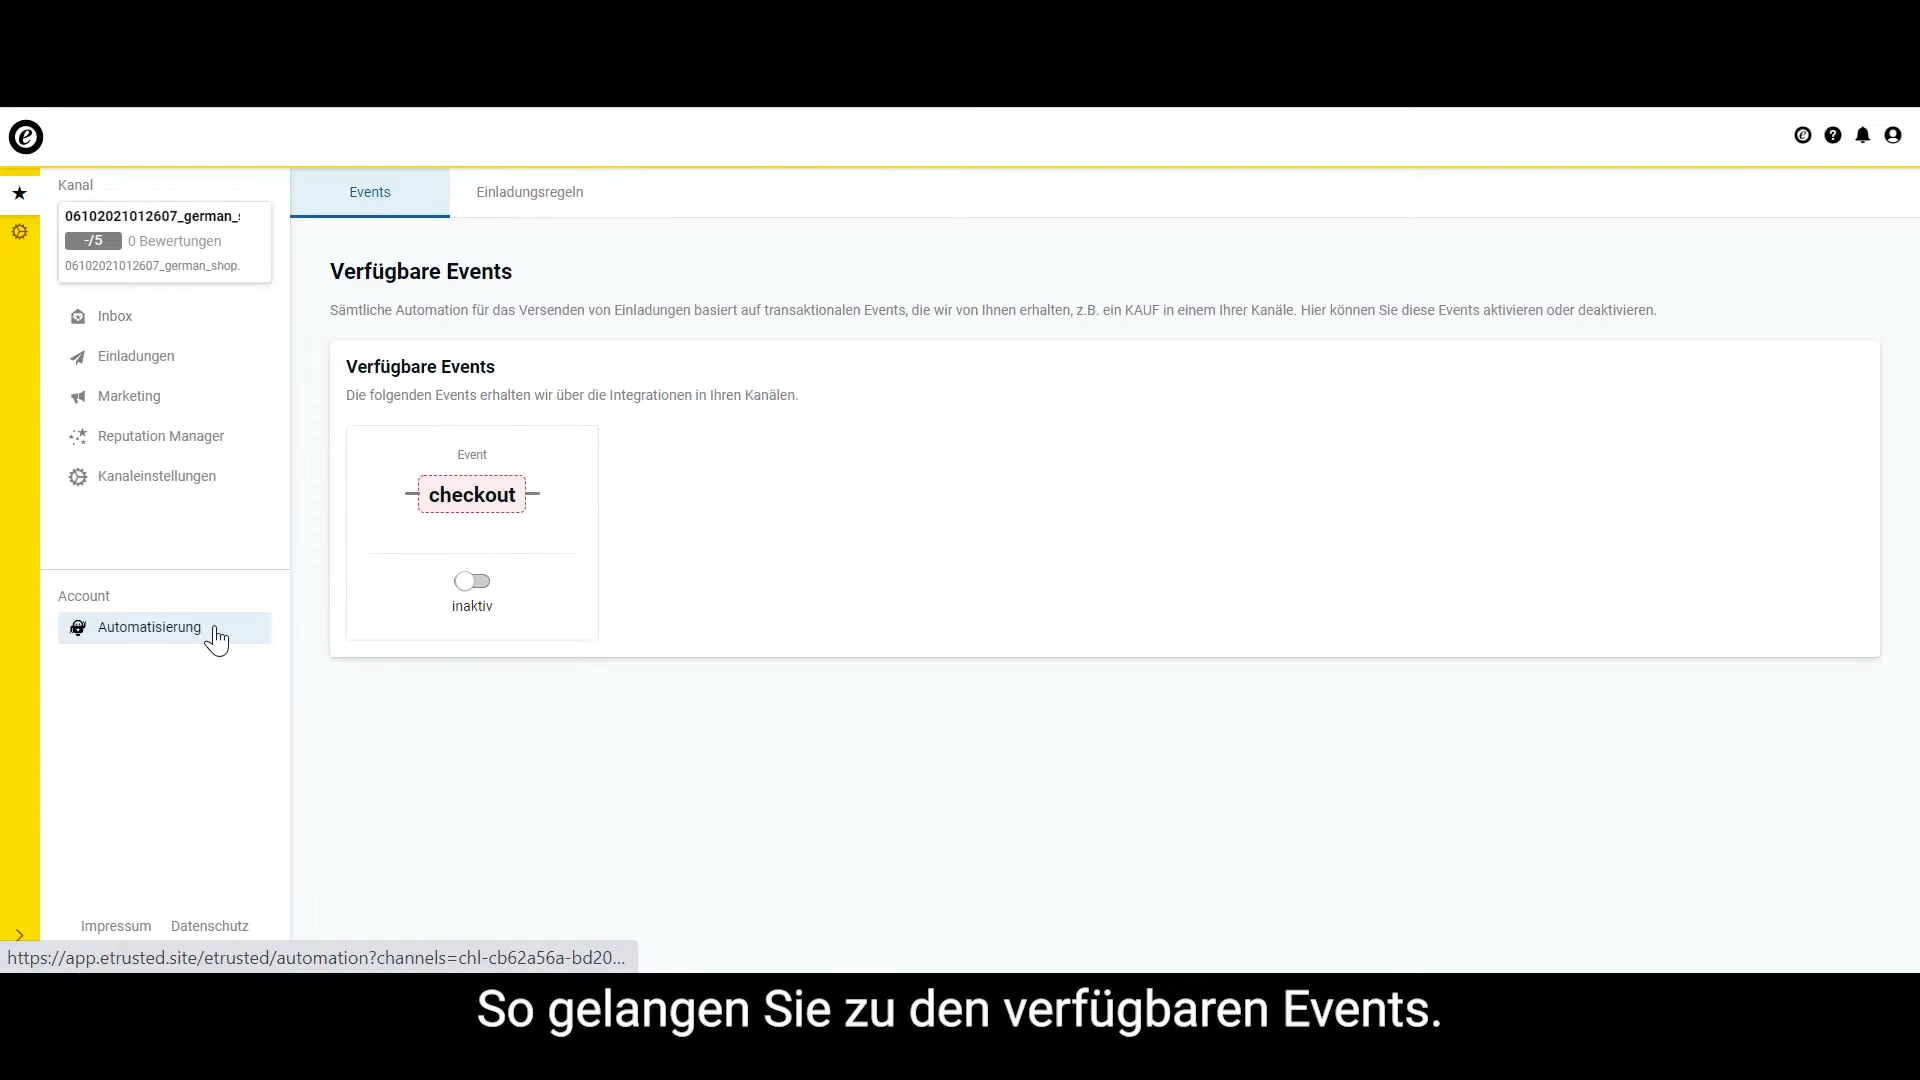 Kanal
06102021012607_german_s
-/5 0 Bewertungen
06102021012607_german_shop.
Inbox
Einladungen
Marketing
Reputation Manager
Kanaleinstellungen
Account
Automatisierung
Impressum Datenschutz
Events Einladungsregeln
Verfügbare Events
Sämtliche Automation für das Versenden von Einladungen basiert auf transaktionalen Events, die wir von Ihnen erhalten, z.B. ein KAUF in einem Ihrer Kanäle. Hier können Sie diese Events aktivieren oder deaktivieren.
Verfügbare Events
Die folgenden Events erhalten wir über die Integrationen in Ihren Kanälen.
Event
checkout
inaktiv
https://app.etrusted.site/etrusted/automation?channels=chl-cb62a56a-bd20...
So gelangen Sie zu den verfügbaren Events.